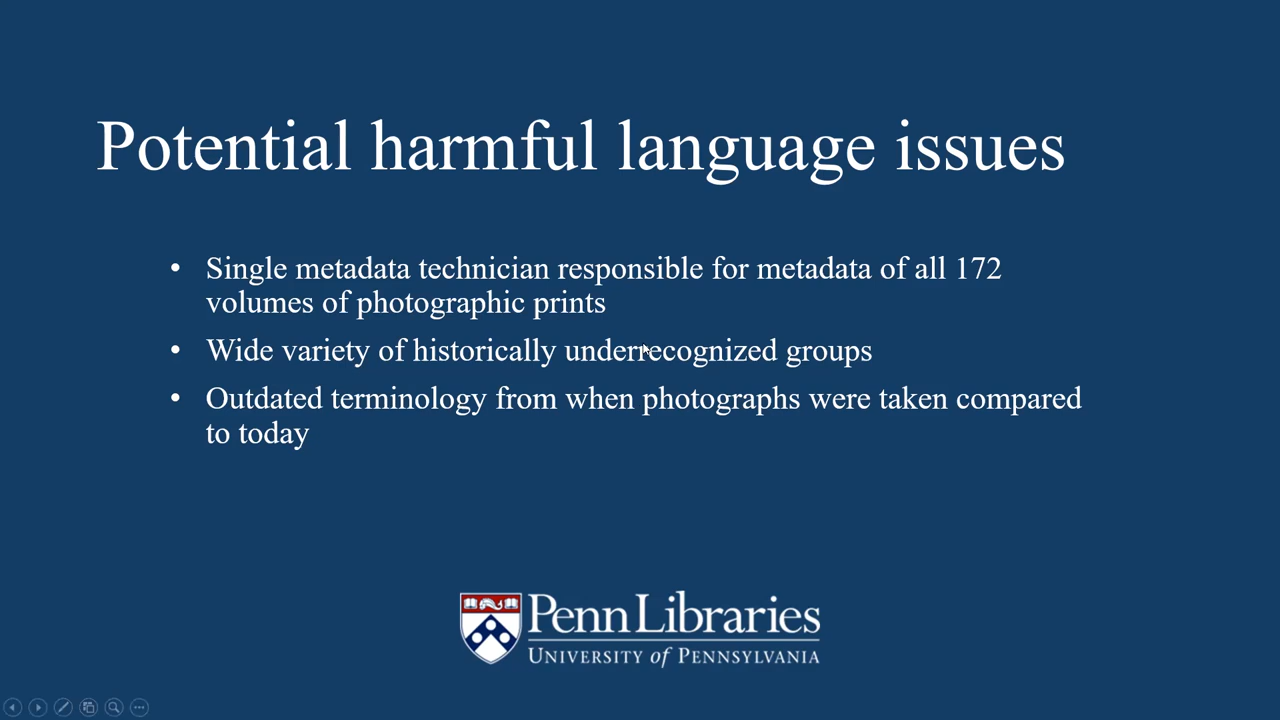 Potential harmful language issues
• Single metadata technician responsible for metadata of all 172
volumes of photographic prints
• Wide variety of historically underrecognized groups
• Outdated terminology from when photographs were taken compared
to today
Penn Libraries
UNIVERSITY of PENNSYLVANIA